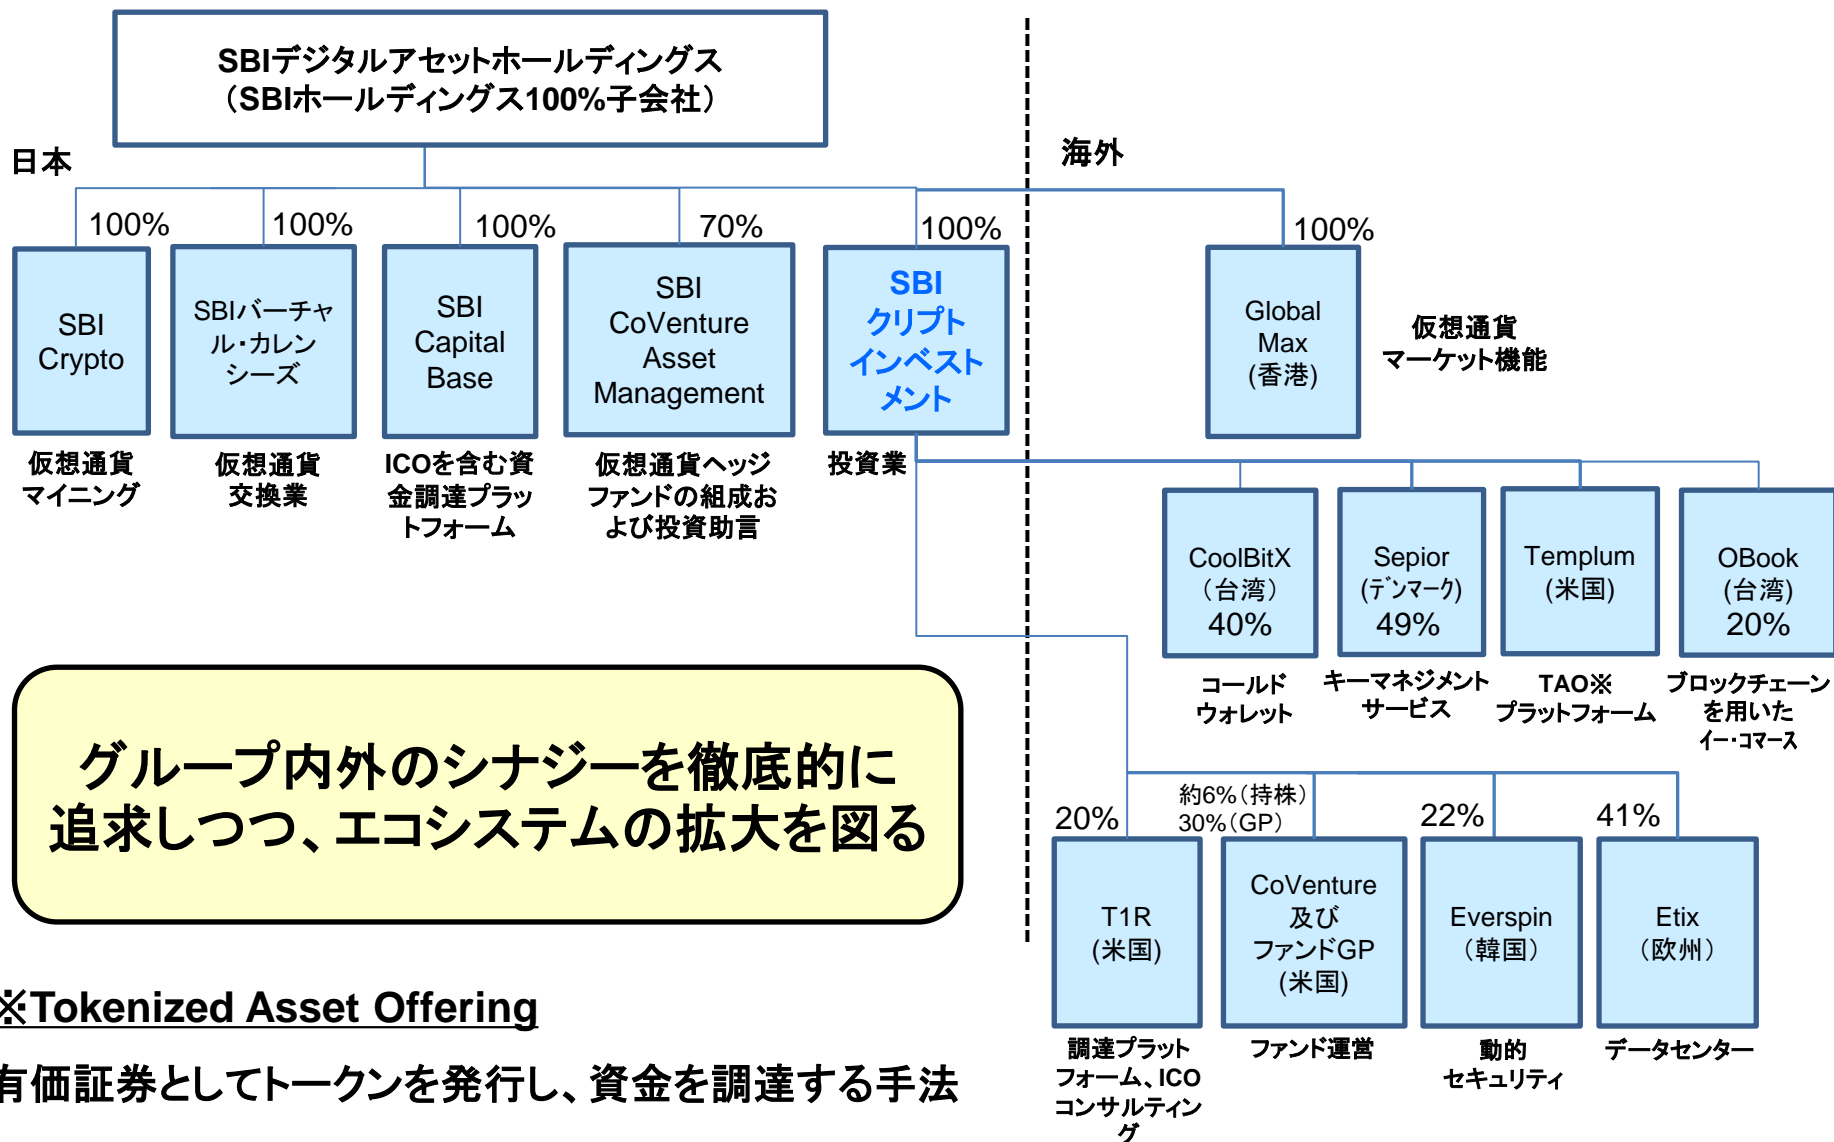 SBIデジタルアセットホールディングス
（SBIホールディングス100%子会社）
日本
海外
100%
100%
100%
70%
100%
100%
SBI
Crypto
SBIバーチャ
ル・カレン
シーズ
SBI
Capital
Base
SBI
CoVenture
Asset
Management
SBI
クリプト
インベスト
メント
Global
Max
(香港)
仮想通貨
マーケット機能
仮想通貨
マイニング
仮想通貨
交換業
ICOを含む資
金調達プラッ
トフォーム
仮想通貨ヘッジ
ファンドの組成お
よび投資助言
投資業
CoolBitX
（台湾）
40%
Sepior
(ﾃﾞﾝﾏｰｸ)
49%
Templum
(米国)
OBook
(台湾)
20%
コールド
ウォレット
キーマネジメント
サービス
TAO※
プラットフォーム
ブロックチェーン
を用いた
イー・コマース
グループ内外のシナジーを徹底的に
追求しつつ、エコシステムの拡大を図る
20%
約6%（持株）
30%（GP）
22%
41%
T1R
(米国)
CoVenture
及び
ファンドGP
(米国)
Everspin
（韓国）
Etix
（欧州）
調達プラット
フォーム、ICO
コンサルティン
グ
ファンド運営
動的
セキュリティ
データセンター
※Tokenized Asset Offering
有価証券としてトークンを発行し、資金を調達する手法